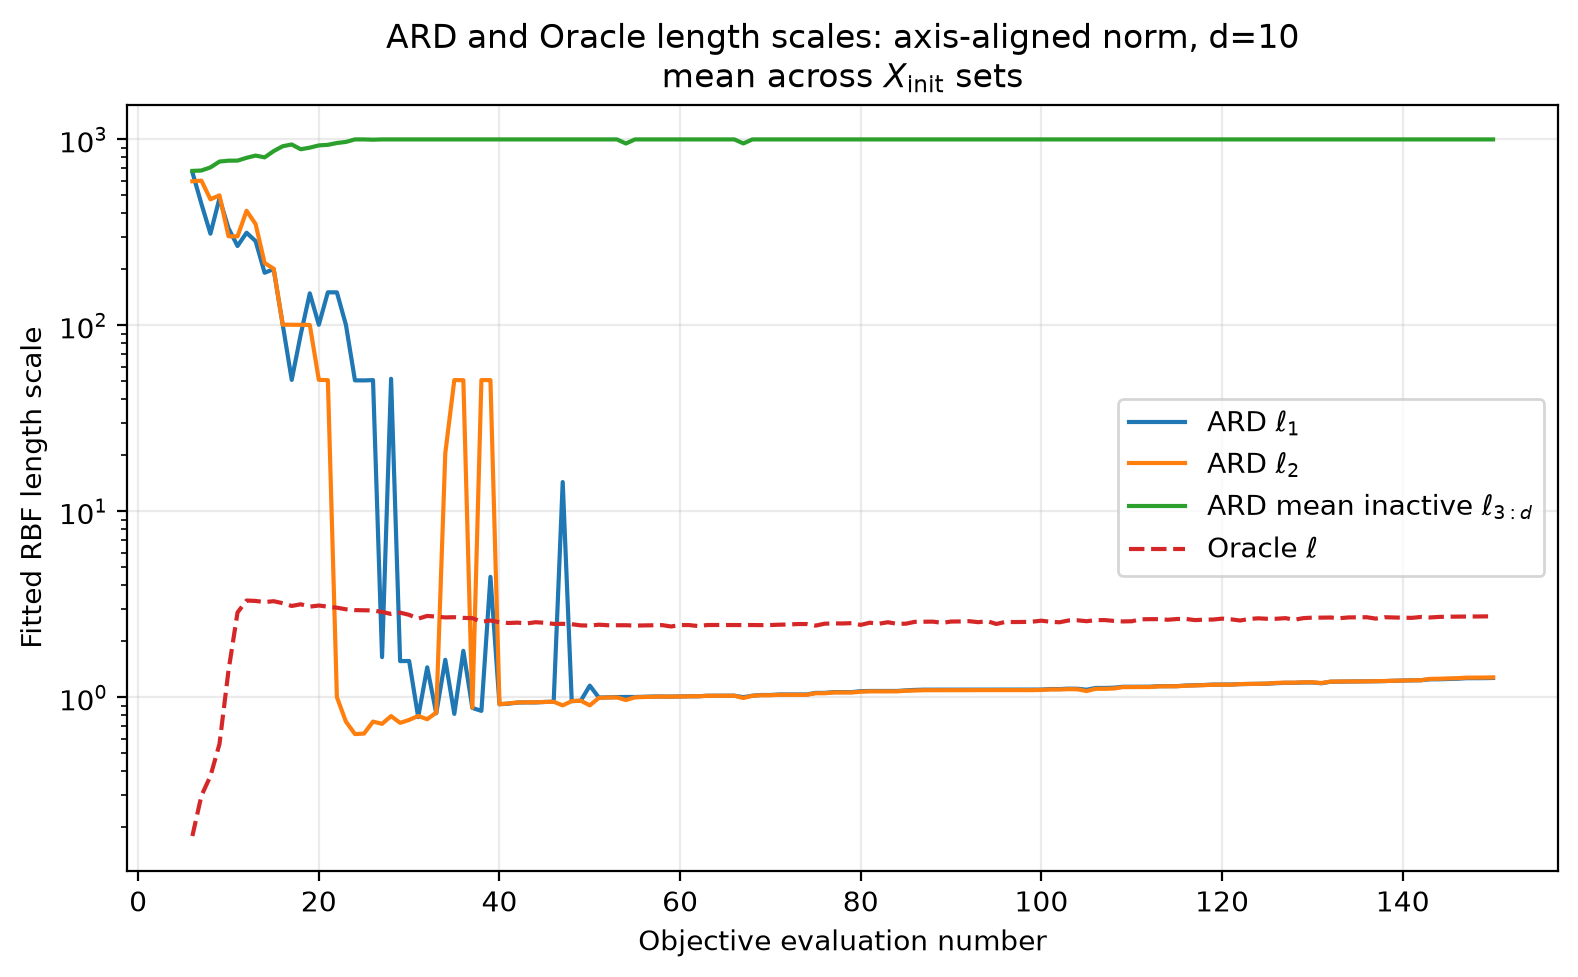 ARD and Oracle length scales: axis-aligned norm, d=10
mean across X_init sets
Fitted RBF length scale
10^3
10^2
10^1
10^0
ARD ℓ_1
ARD ℓ_2
ARD mean inactive ℓ_{3:d}
Oracle ℓ
0 20 40 60 80 100 120 140
Objective evaluation number